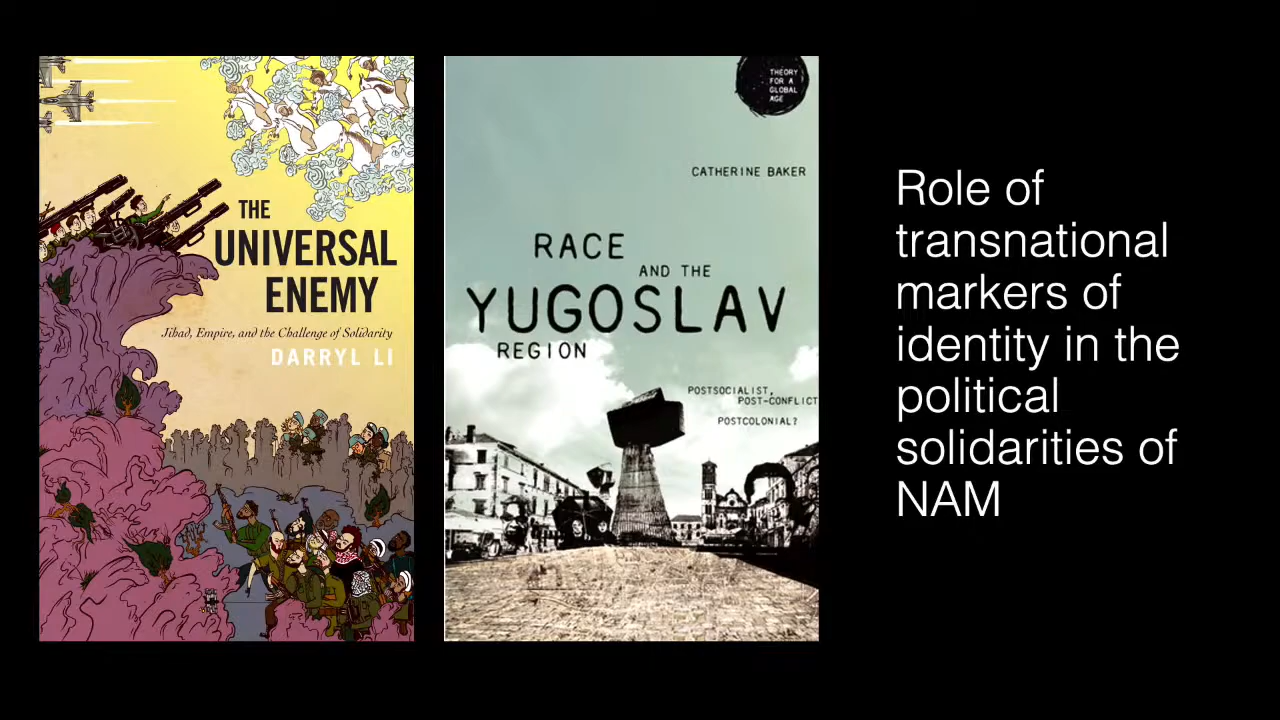 THE
UNIVERSAL
ENEMY
Jihad, Empire, and the Challenge of Solidarity
DARRYL LI
THEORY
FOR A
GLOBAL
AGE
CATHERINE BAKER
RACE
AND THE
YUGOSLAV
REGION
POSTSOCIALIST,
POST-CONFLICT
POSTCOLONIAL?
Role of
transnational
markers of
identity in the
political
solidarities of
NAM